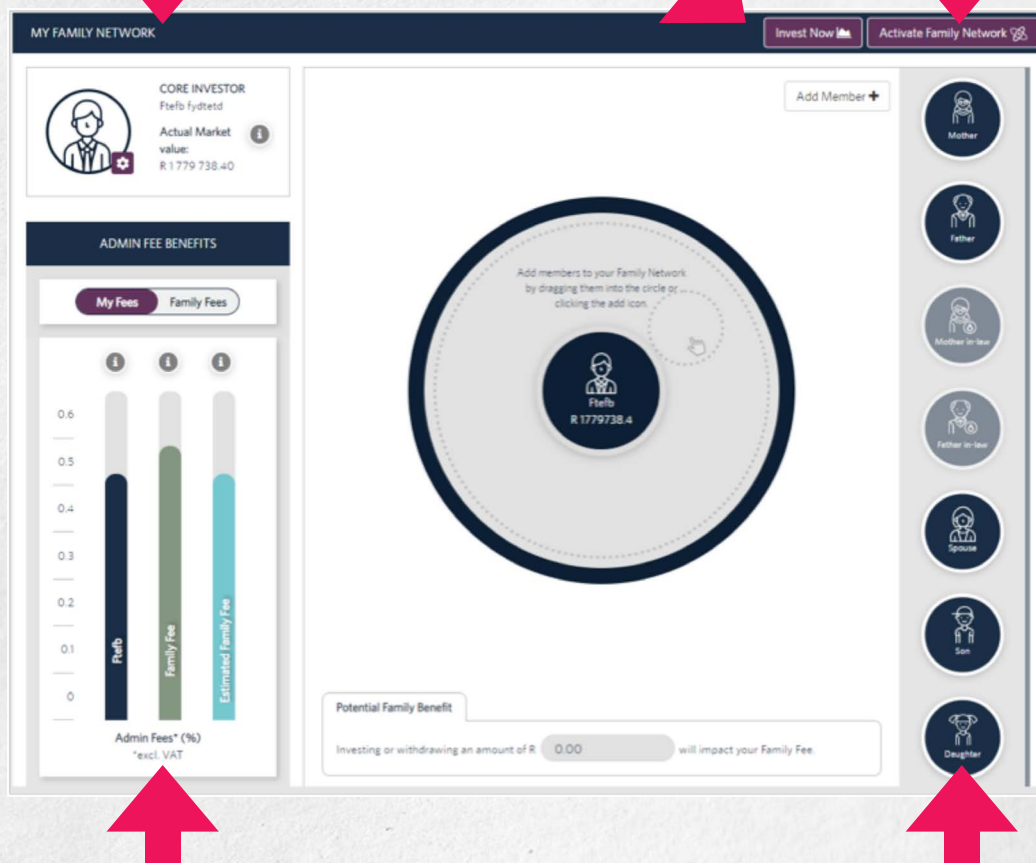 MY FAMILY NETWORK
Invest Now
Activate Family Network
CORE INVESTOR
Ftefb fydtetd
Actual Market
value:
R 1 779 738.40
Add Member +
ADMIN FEE BENEFITS
My Fees
Family Fees
0.6
0.5
0.4
0.3
0.2
0.1
0
Ftefb
Family Fee
Estimated Family Fee
Admin Fees* (%)
*excl. VAT
Add members to your Family Network
by dragging them into the circle or
clicking the add icon.
Ftefb
R 1779738.4
Potential Family Benefit
Investing or withdrawing an amount of R 0.00 will impact your Family Fee.
Mother
Father
Mother in-law
Father in-law
Spouse
Son
Daughter